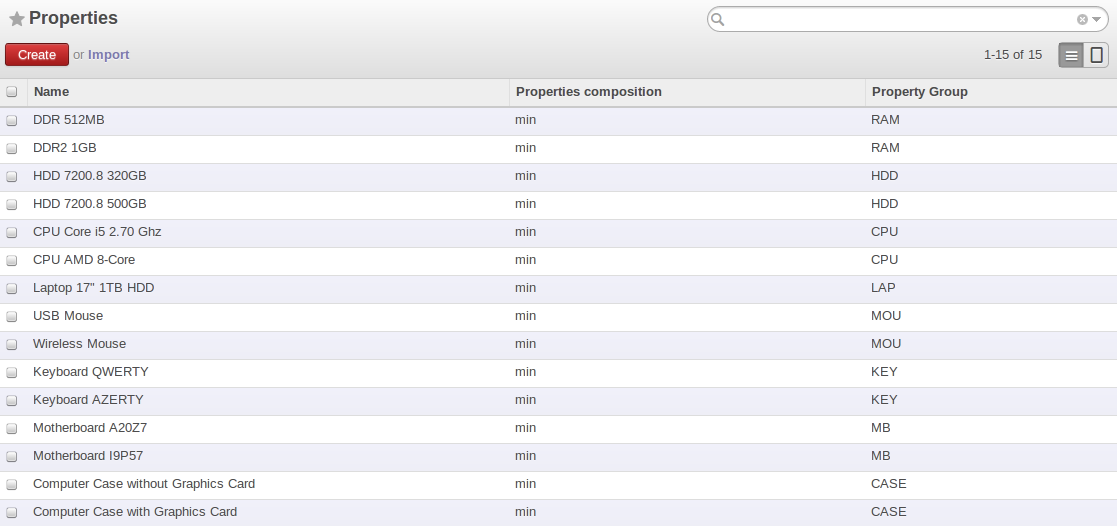 Properties
Create or Import 1-15 of 15
Name Properties composition Property Group
DDR 512MB min RAM
DDR2 1GB min RAM
HDD 7200.8 320GB min HDD
HDD 7200.8 500GB min HDD
CPU Core i5 2.70 Ghz min CPU
CPU AMD 8-Core min CPU
Laptop 17" 1TB HDD min LAP
USB Mouse min MOU
Wireless Mouse min MOU
Keyboard QWERTY min KEY
Keyboard AZERTY min KEY
Motherboard A20Z7 min MB
Motherboard I9P57 min MB
Computer Case without Graphics Card min CASE
Computer Case with Graphics Card min CASE